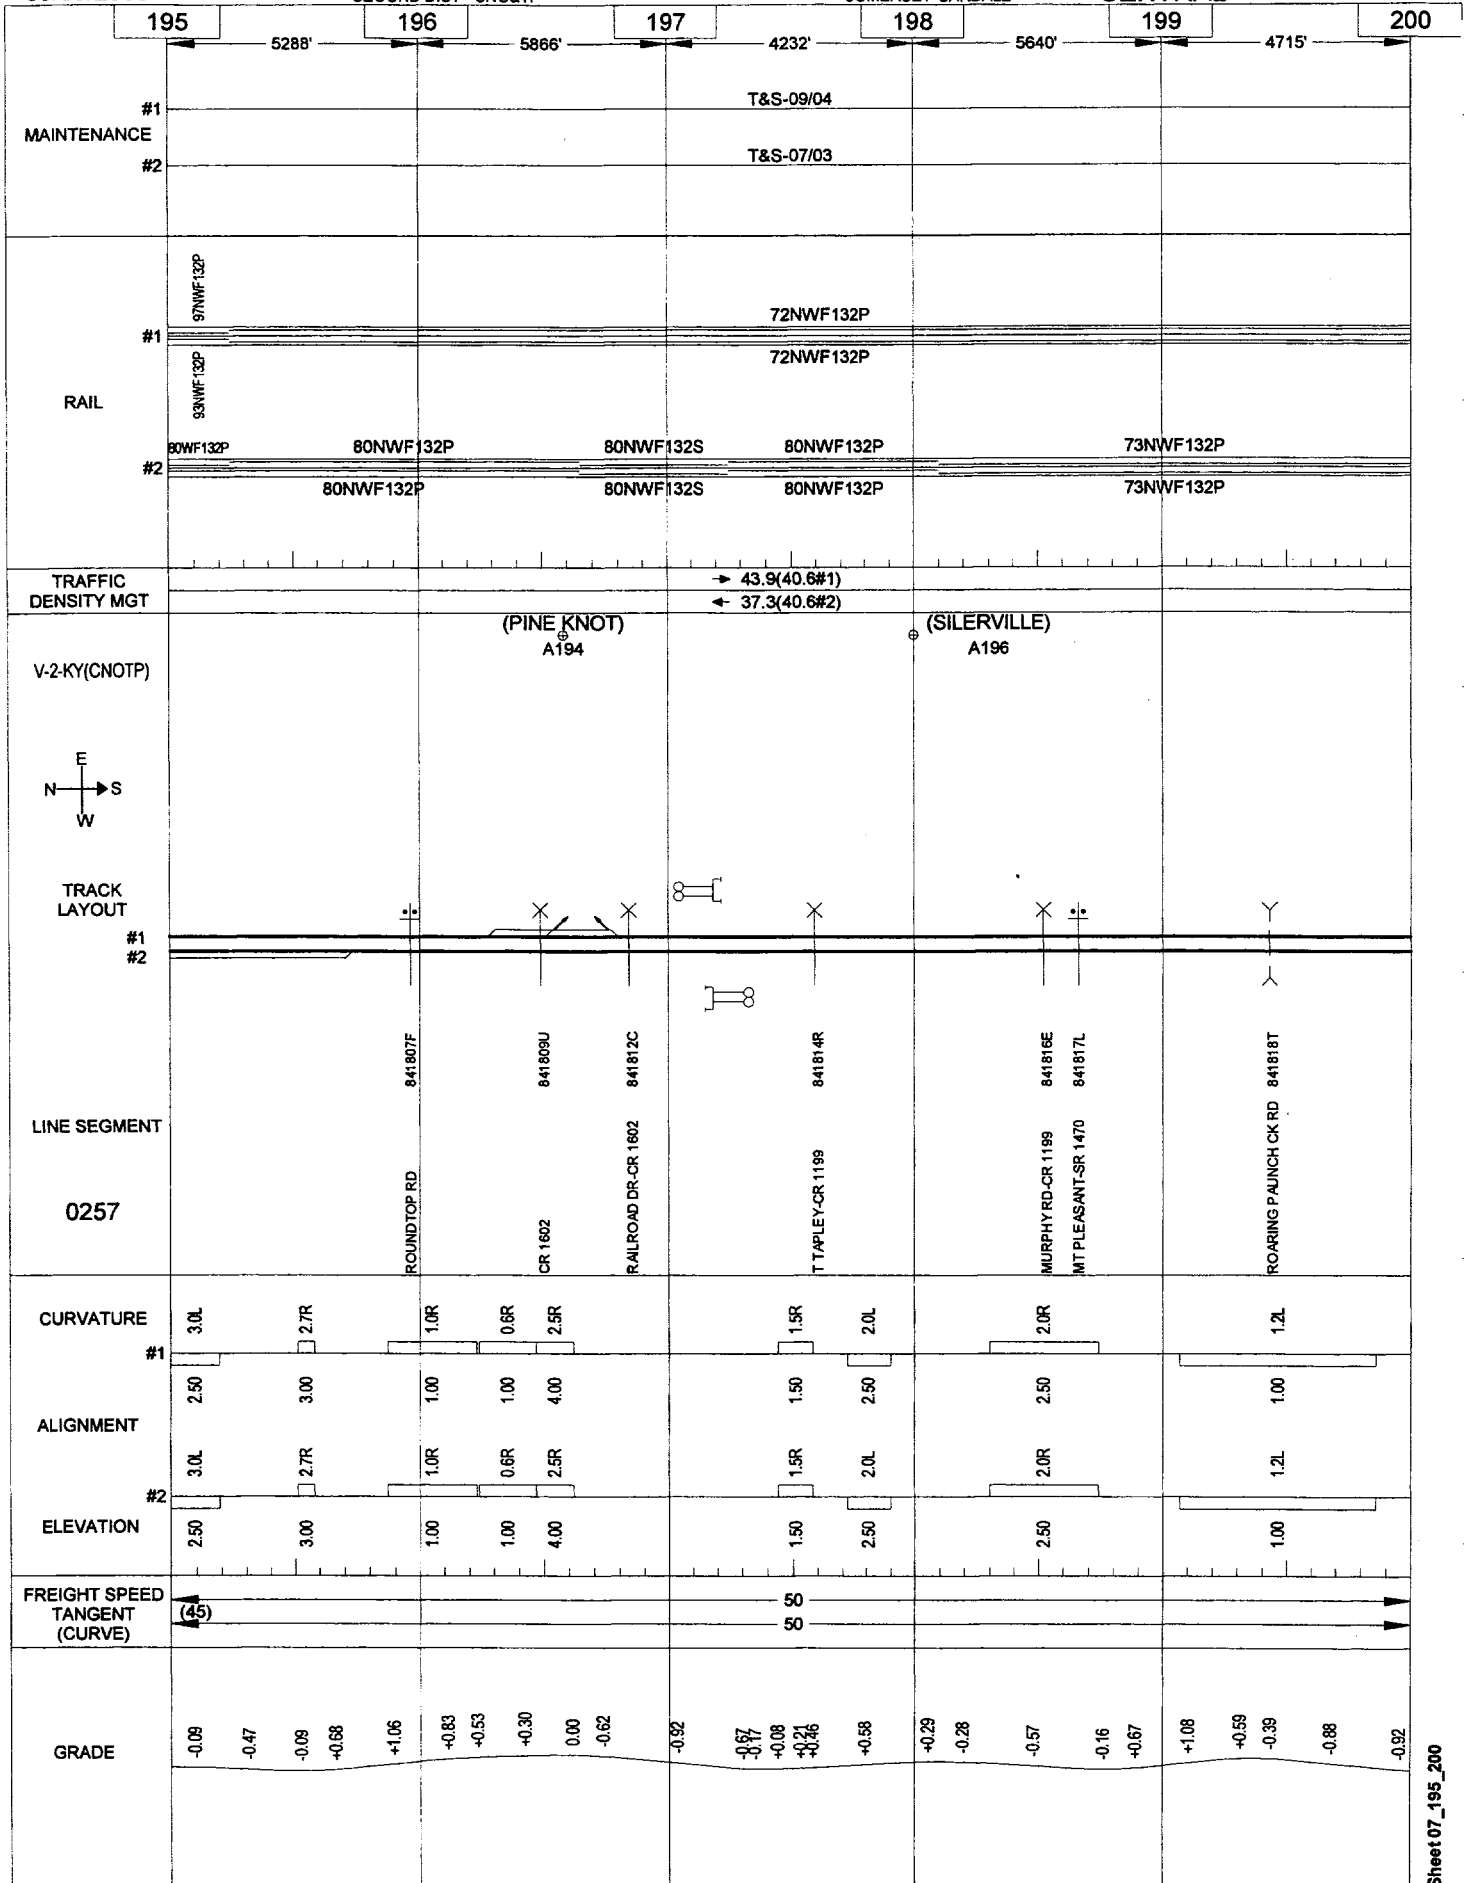 195 196 197 198 199 200
5288' 5866' 4232' 5640' 4715'
#1 T&S-09/04
MAINTENANCE
#2 T&S-07/03
97NWF132P
#1 72NWF132P
72NWF132P
93NWF132P
RAIL
80WF132P 80NWF132P 80NWF132S 80NWF132P 73NWF132P
#2
80NWF132P 80NWF132S 80NWF132P 73NWF132P
TRAFFIC
DENSITY MGT
43.9(40.6#1)
37.3(40.6#2)
(PINE KNOT) (SILERVILLE)
A194 A196
V-2-KY(CNOTP)
E
N S
W
TRACK
LAYOUT
#1
#2
841807F 841809U 841812C 841814R 841816E 841817L 841818T
LINE SEGMENT
0257
ROUNDTOP RD
CR 1602
RAILROAD DR-CR 1602
T TAPLEY-CR 1199
MURPHY RD-CR 1199
MT PLEASANT-SR 1470
ROARING PAUNCH CK RD
CURVATURE 3.0L 2.7R 1.0R 0.6R 2.5R 1.5R 2.0L 2.0R 1.2L
#1
2.50 3.00 1.00 1.00 4.00 1.50 2.50 2.50 1.00
ALIGNMENT
3.0L 2.7R 1.0R 0.6R 2.5R 1.5R 2.0L 2.0R 1.2L
#2
ELEVATION 2.50 3.00 1.00 1.00 4.00 1.50 2.50 2.50 1.00
FREIGHT SPEED
TANGENT
(CURVE)
50
(45)
50
GRADE -0.09 -0.47 -0.09 +0.68 +1.06 +0.83 +0.53 +0.30 0.00 -0.62 -0.92 -0.67 -0.17 +0.08 +0.21 +0.46 +0.58 +0.29 -0.28 -0.57 -0.16 +0.67 +1.08 +0.59 -0.39 -0.88 -0.92
Sheet 07_195_200